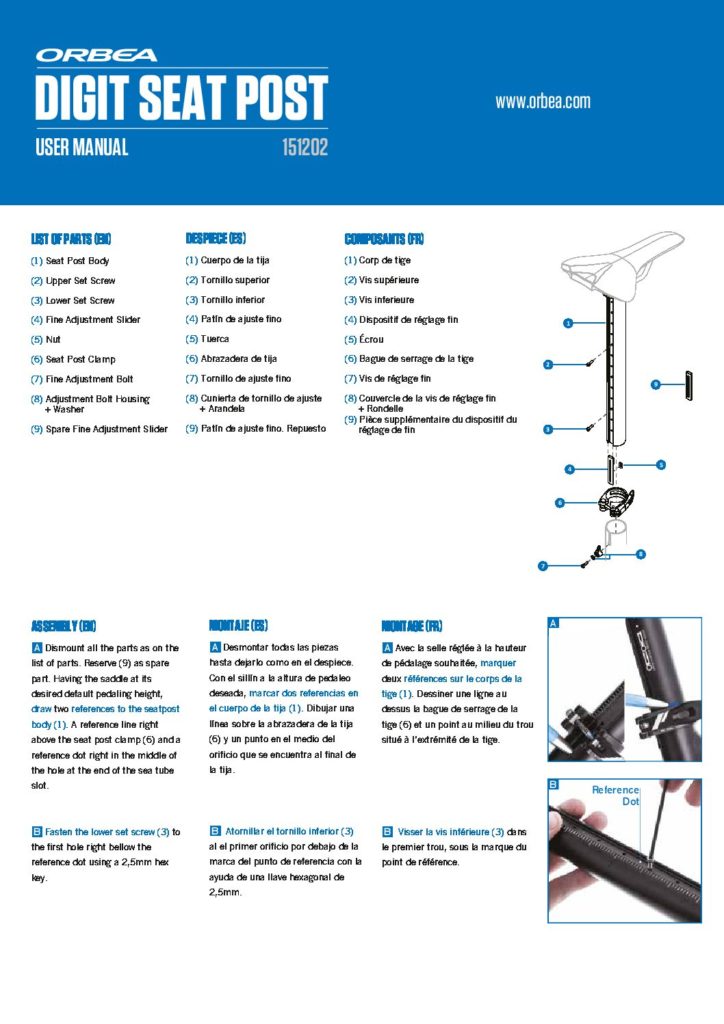 ORBEA
DIGIT SEAT POST
USER MANUAL 151202
www.orbea.com
LIST OF PARTS (EN)
(1) Seat Post Body
(2) Upper Set Screw
(3) Lower Set Screw
(4) Fine Adjustment Slider
(5) Nut
(6) Seat Post Clamp
(7) Fine Adjustment Bolt
(8) Adjustment Bolt Housing
+ Washer
(9) Spare Fine Adjustment Slider
DESPIECE (ES)
(1) Cuerpo de la tija
(2) Tornillo superior
(3) Tornillo inferior
(4) Patín de ajuste fino
(5) Tuerca
(6) Abrazadera de tija
(7) Tornillo de ajuste fino
(8) Cunierta de tornillo de ajuste
+ Arandela
(9) Patín de ajuste fino. Repuesto
COMPOSANTS (FR)
(1) Corp de tige
(2) Vis supérieure
(3) Vis inferieure
(4) Dispositif de réglage fin
(5) Écrou
(6) Bague de serrage de la tige
(7) Vis de réglage fin
(8) Couvercle de la vis de réglage fin
+ Rondelle
(9) Pièce supplémentaire du dispositif du
réglage de fin
1
2
9
3
4
5
6
8
7
ASSEMBLY (EN)
A Dismount all the parts as on the
list of parts. Reserve (9) as spare
part. Having the saddle at its
desired default pedaling height,
draw two references to the seatpost
body (1). A reference line right
above the seat post clamp (6) and a
reference dot right in the middle of
the hole at the end of the sea tube
slot.
B Fasten the lower set screw (3) to
the first hole right bellow the
reference dot using a 2,5mm hex
key.
MONTAJE (ES)
A Desmontar todas las piezas
hasta dejarlo como en el despiece.
Con el sillín a la altura de pedaleo
deseada, marcar dos referencias en
el cuerpo de la tija (1). Dibujar una
línea sobre la abrazadera de la tija
(6) y un punto en el medio del
orificio que se encuentra al final de
la tija.
B Atornillar el tornillo inferior (3)
al el primer orificio por debajo de la
marca del punto de referencia con la
ayuda de una llave hexagonal de
2,5mm.
MONTAGE (FR)
A Avec la selle réglée à la hauteur
de pédalage souhaitée, marquer
deux références sur le corps de la
tige (1). Dessiner une ligne au
dessus la bague de serrage de la
tige (6) et un point au milieu du trou
situé à l'extrémité de la tige.
B Visser la vis inférieure (3) dans
le premier trou, sous la marque du
point de référence.
A
B
Reference
Dot